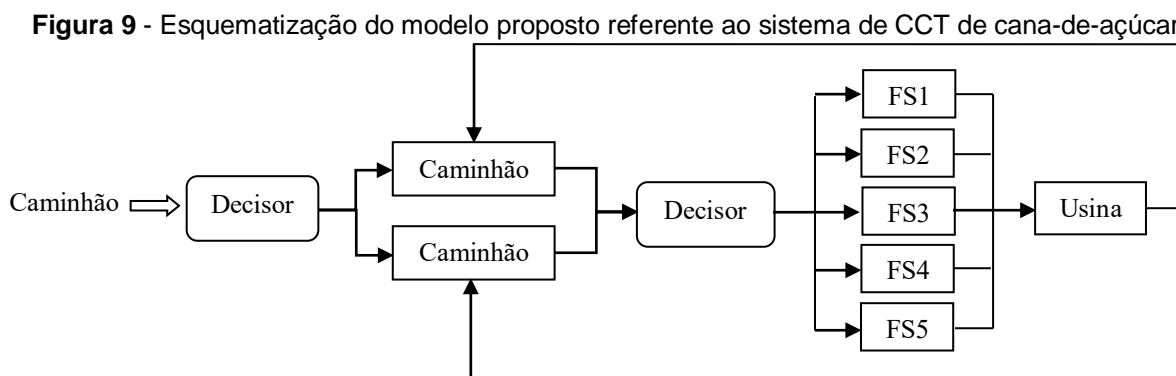 Figura 9 - Esquematização do modelo proposto referente ao sistema de CCT de cana-de-açúcar
Caminhão
Decisor
Caminhão
Caminhão
Decisor
FS1
FS2
FS3
FS4
FS5
Usina